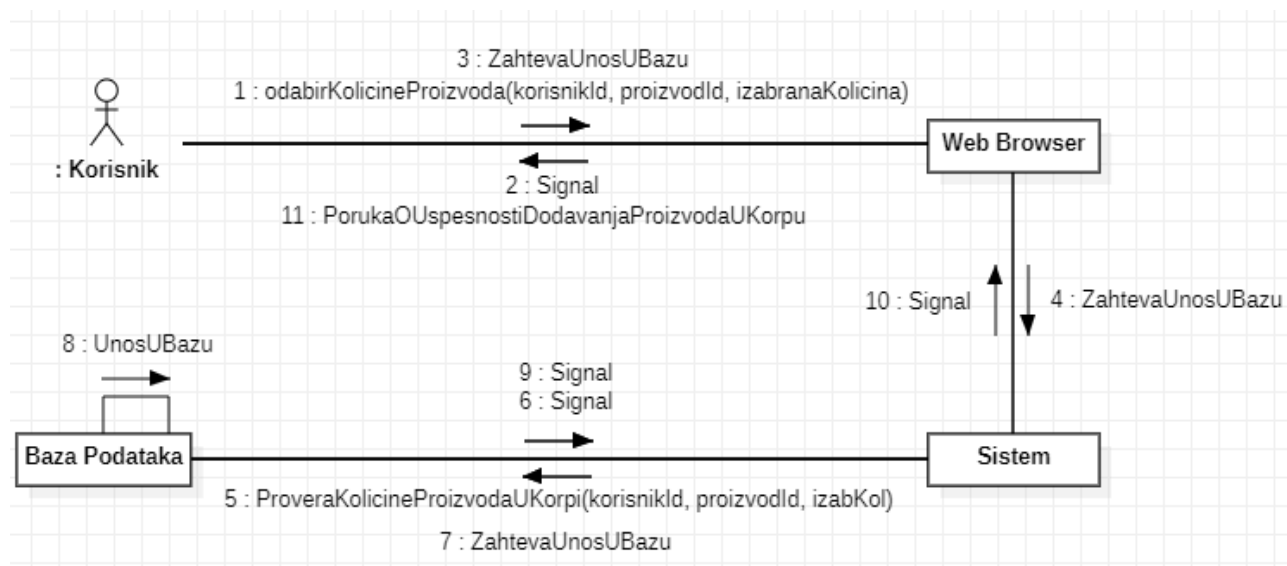 3 : ZahtevaUnosUBazu
1 : odabirKolicineProizvoda(korisnikId, proizvodId, izabranaKolicina)
: Korisnik
Web Browser
2 : Signal
11 : PorukaOUspesnostiDodavanjaProizvodaUKorpu
10 : Signal
4 : ZahtevaUnosUBazu
8 : UnosUBazu
9 : Signal
6 : Signal
Baza Podataka
Sistem
5 : ProveraKolicineProizvodaUKorpi(korisnikId, proizvodId, izabKol)
7 : ZahtevaUnosUBazu